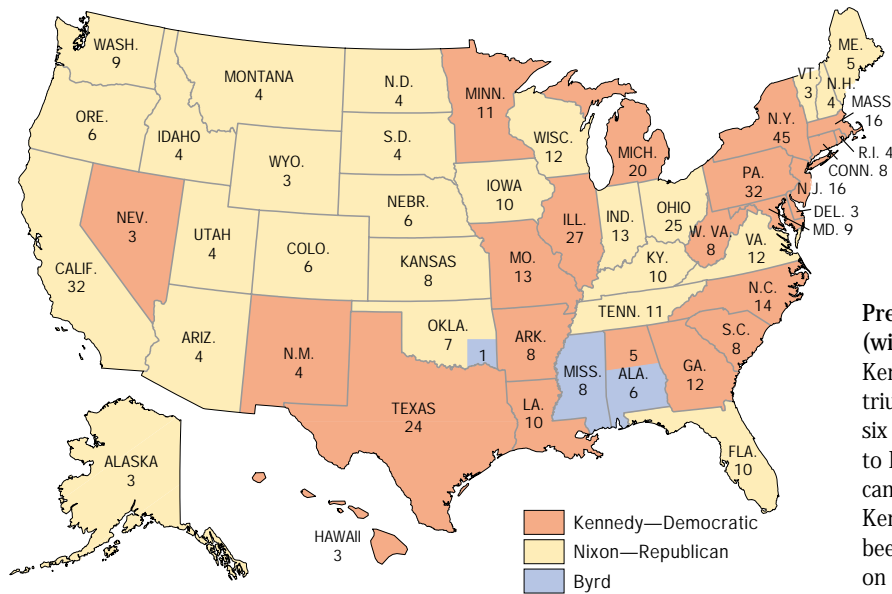 WASH.
9
ORE.
6
CALIF.
32
NEV.
3
IDAHO
4
MONTANA
4
WYO.
3
UTAH
4
COLO.
6
ARIZ.
4
N.M.
4
N.D.
4
S.D.
4
NEBR.
6
KANSAS
8
OKLA.
7
1
TEXAS
24
MINN.
11
IOWA
10
MO.
13
ARK.
8
LA.
10
WISC.
12
ILL.
27
MICH.
20
IND.
13
OHIO
25
KY.
10
TENN. 11
MISS.
8
5
ALA.
6
GA.
12
FLA.
10
S.C.
8
N.C.
14
VA.
12
W. VA.
8
PA.
32
N.Y.
45
VT.
3
N.H.
4
ME.
5
MASS
16
R.I. 4
CONN. 8
N.J. 16
DEL. 3
MD. 9
ALASKA
3
HAWAII
3
Kennedy—Democratic
Nixon—Republican
Byrd
Pre
(wi
Ken
triu
six
to
can
Ken
bee
on